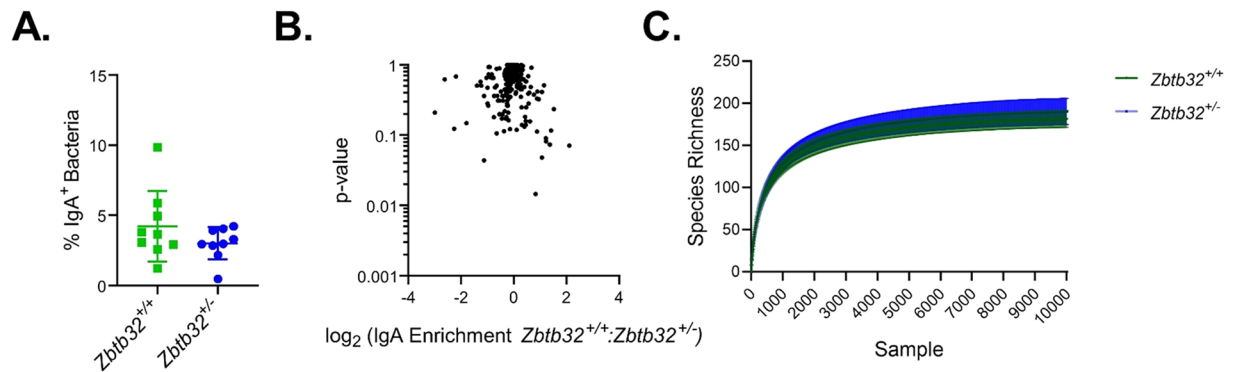 A.
15
10
5
0
% IgA+ Bacteria
Zbtb32+/+
Zbtb32+/-
B.
1
0.1
0.01
0.001
p-value
-4 -2 0 2 4
log2 (IgA Enrichment Zbtb32+/+:Zbtb32+/-)
C.
250
200
150
100
50
0
Species Richness
0 1000 2000 3000 4000 5000 6000 7000 8000 9000 10000
Sample
Zbtb32+/+
Zbtb32+/-